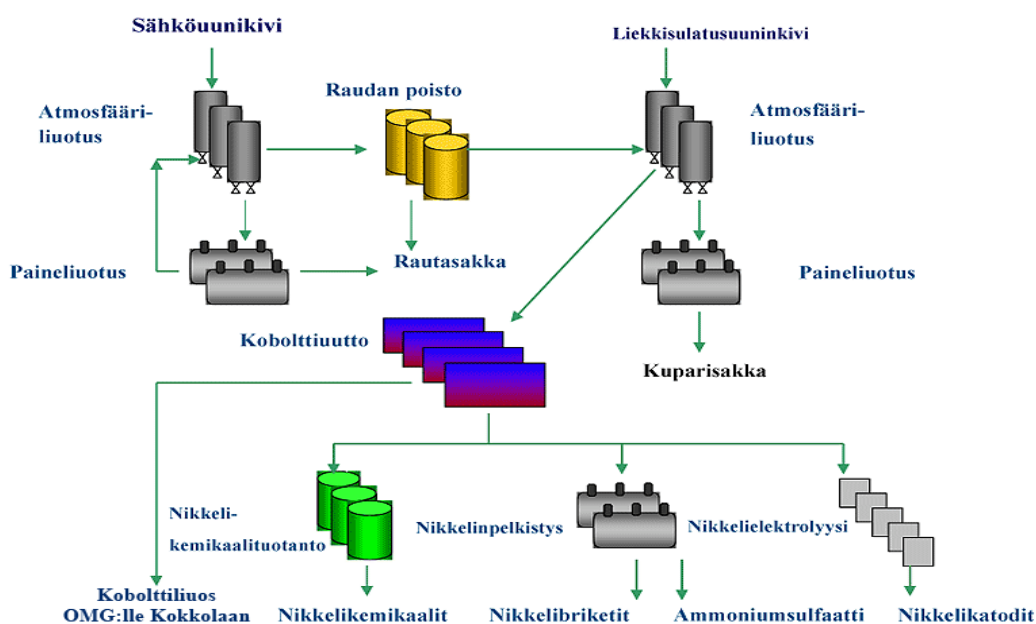 Sähköuunikivi
Liekkisulatusuuninkivi
Atmosfääri-
liuotus
Raudan poisto
Atmosfääri-
liuotus
Paineliuotus
Rautasakka
Paineliuotus
Kobolttiuutto
Kuparisakka
Nikkeli-
kemikaalituotanto
Nikkelinpelkistys
Nikkelielektrolyysi
Kobolttiliuos
OMG:lle Kokkolaan
Nikkelikemikaalit
Nikkelibriketit
Ammoniumsulfaatti
Nikkelikatodit